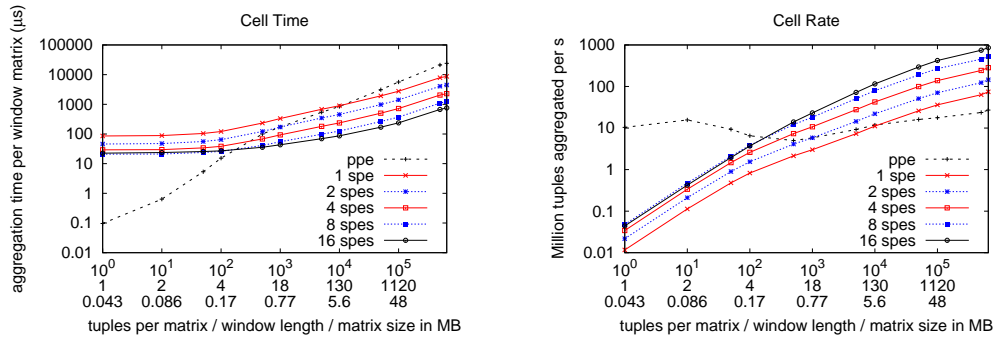 Cell Time
aggregation time per window matrix (µs)
100000
10000
1000
100
10
1
0.1
0.01
ppe
1 spe
2 spes
4 spes
8 spes
16 spes
10^0 10^1 10^2 10^3 10^4 10^5
1 2 4 18 130 1120
0.043 0.086 0.17 0.77 5.6 48
tuples per matrix / window length / matrix size in MB
Cell Rate
Million tuples aggregated per s
1000
100
10
1
0.1
0.01
ppe
1 spe
2 spes
4 spes
8 spes
16 spes
10^0 10^1 10^2 10^3 10^4 10^5
1 2 4 18 130 1120
0.043 0.086 0.17 0.77 5.6 48
tuples per matrix / window length / matrix size in MB